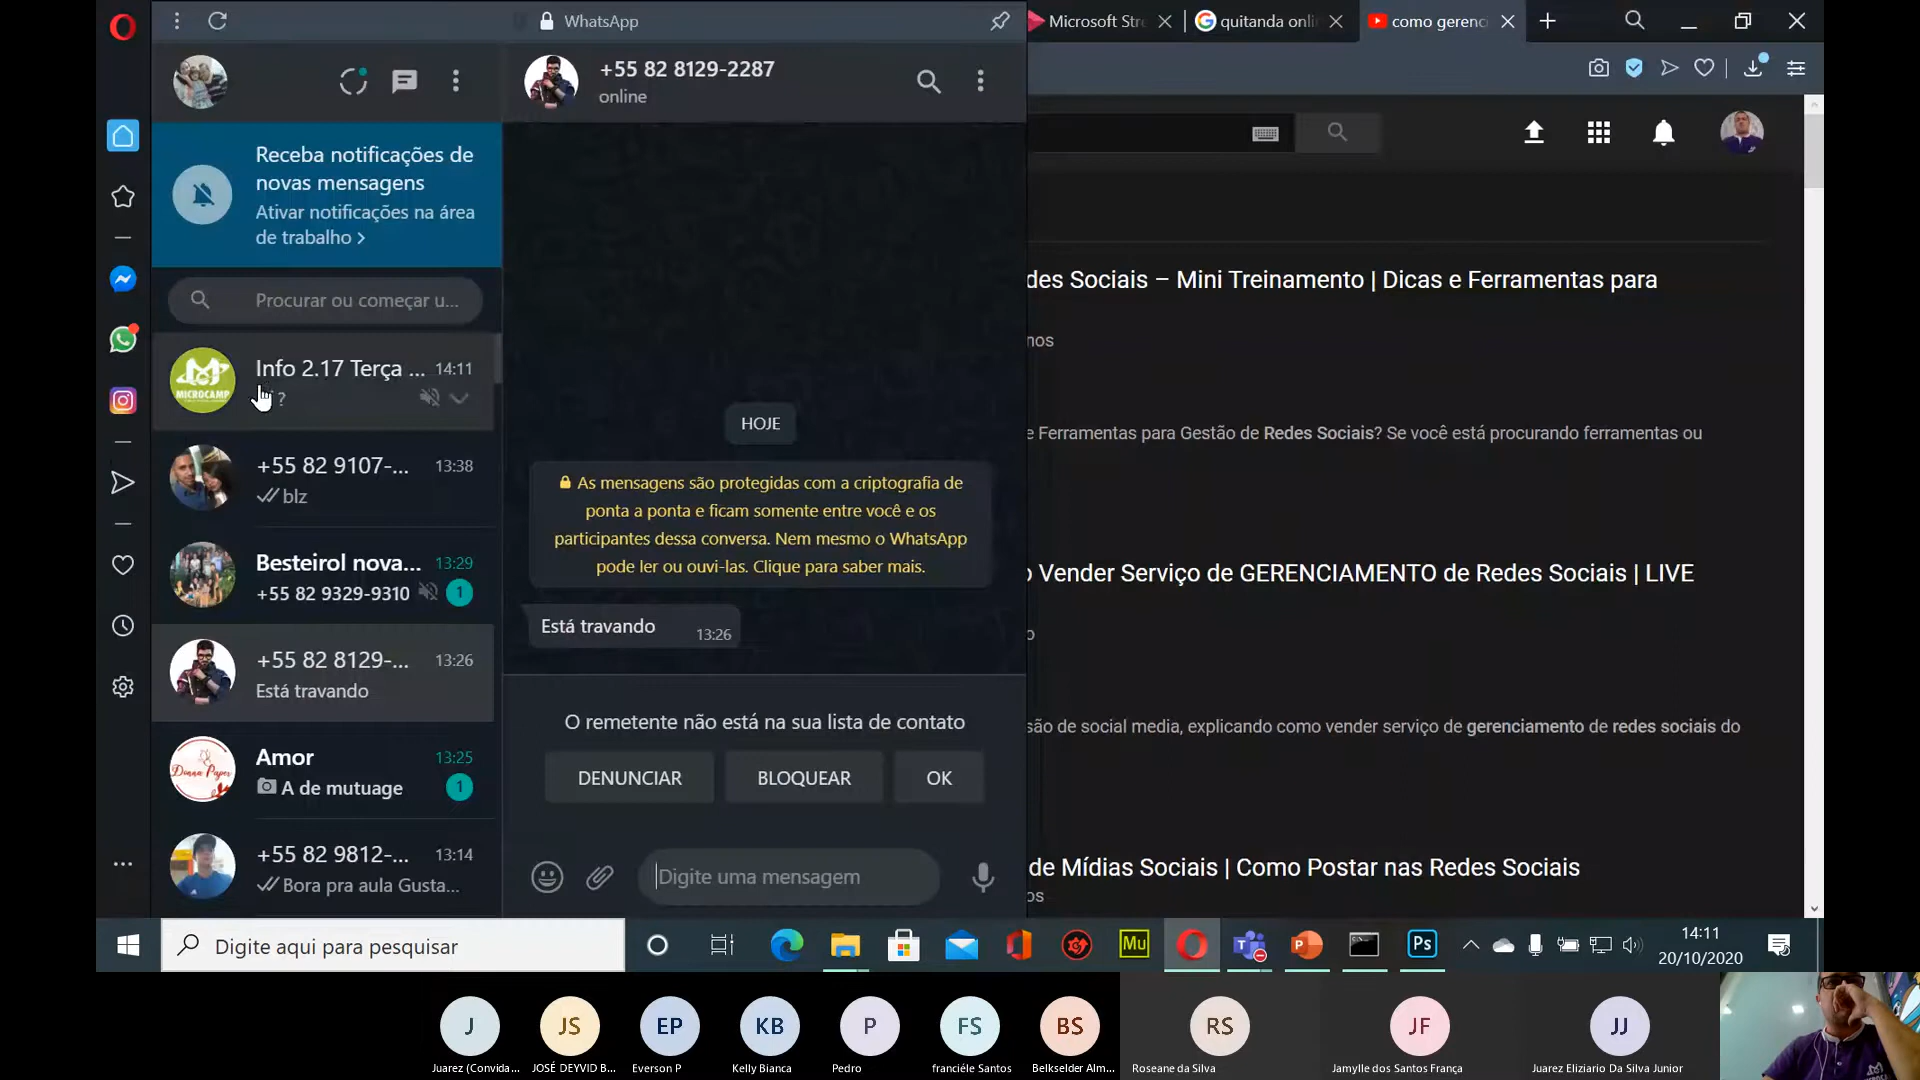 WhatsApp
Microsoft Str
quitanda onli
como gerenc
+55 82 8129-2287
online
Receba notificações de
novas mensagens
Ativar notificações na área
de trabalho >
Procurar ou começar u...
Info 2.17 Terça ...
14:11
?
MICROCAMP
+55 82 9107-...
13:38
blz
Besteirol nova...
13:29
+55 82 9329-9310
1
+55 82 8129-...
13:26
Está travando
Amor
13:25
A de mutuage
1
Donna Paper
+55 82 9812-...
13:14
Bora pra aula Gusta...
HOJE
As mensagens são protegidas com a criptografia de
ponta a ponta e ficam somente entre você e os
participantes dessa conversa. Nem mesmo o WhatsApp
pode ler ou ouvi-las. Clique para saber mais.
Está travando
13:26
O remetente não está na sua lista de contato
DENUNCIAR
BLOQUEAR
OK
Digite uma mensagem
des Sociais – Mini Treinamento | Dicas e Ferramentas para
nos
e Ferramentas para Gestão de Redes Sociais? Se você está procurando ferramentas ou
o Vender Serviço de GERENCIAMENTO de Redes Sociais | LIVE
o
são de social media, explicando como vender serviço de gerenciamento de redes sociais do
de Mídias Sociais | Como Postar nas Redes Sociais
os
Digite aqui para pesquisar
Mu
Ps
14:11
20/10/2020
J
JS
EP
KB
P
FS
BS
RS
JF
JJ
Juarez (Convida...
JOSÉ DEYVID B...
Everson P
Kelly Bianca
Pedro
franciéle Santos
Belkselder Alm...
Roseane da Silva
Jamylle dos Santos França
Juarez Eliziario Da Silva Junior